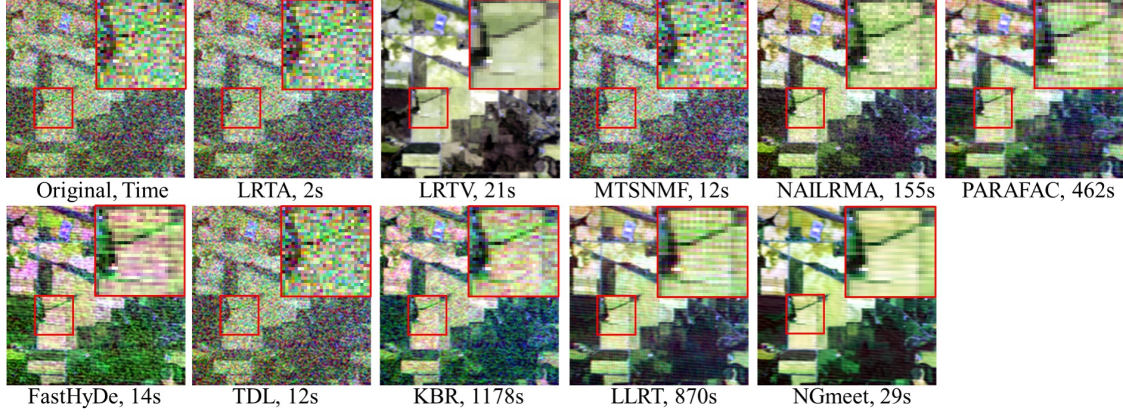 Original, Time LRTA, 2s LRTV, 21s MTSNMF, 12s NAILRMA, 155s PARAFAC, 462s
FastHyDe, 14s TDL, 12s KBR, 1178s LLRT, 870s NGmeet, 29s